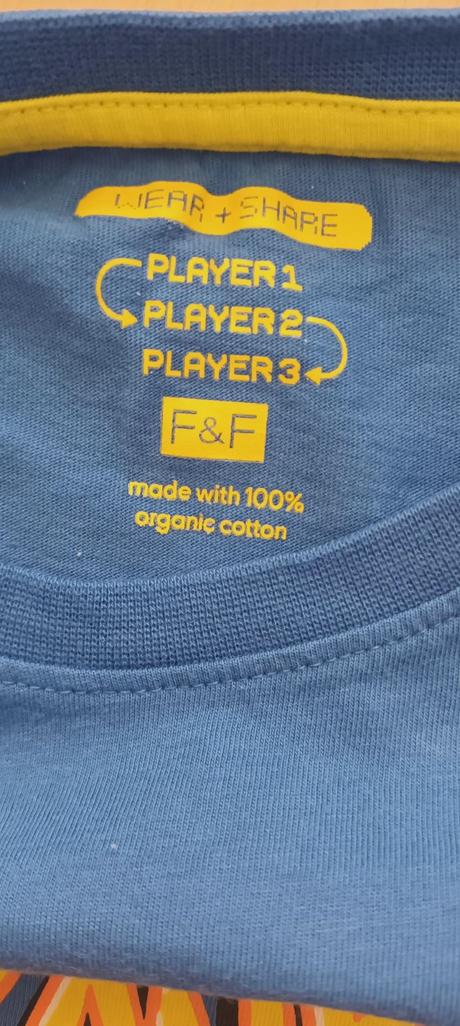 WEAR + SHARE
PLAYER 1
PLAYER 2
PLAYER 3
F&F
made with 100%
organic cotton